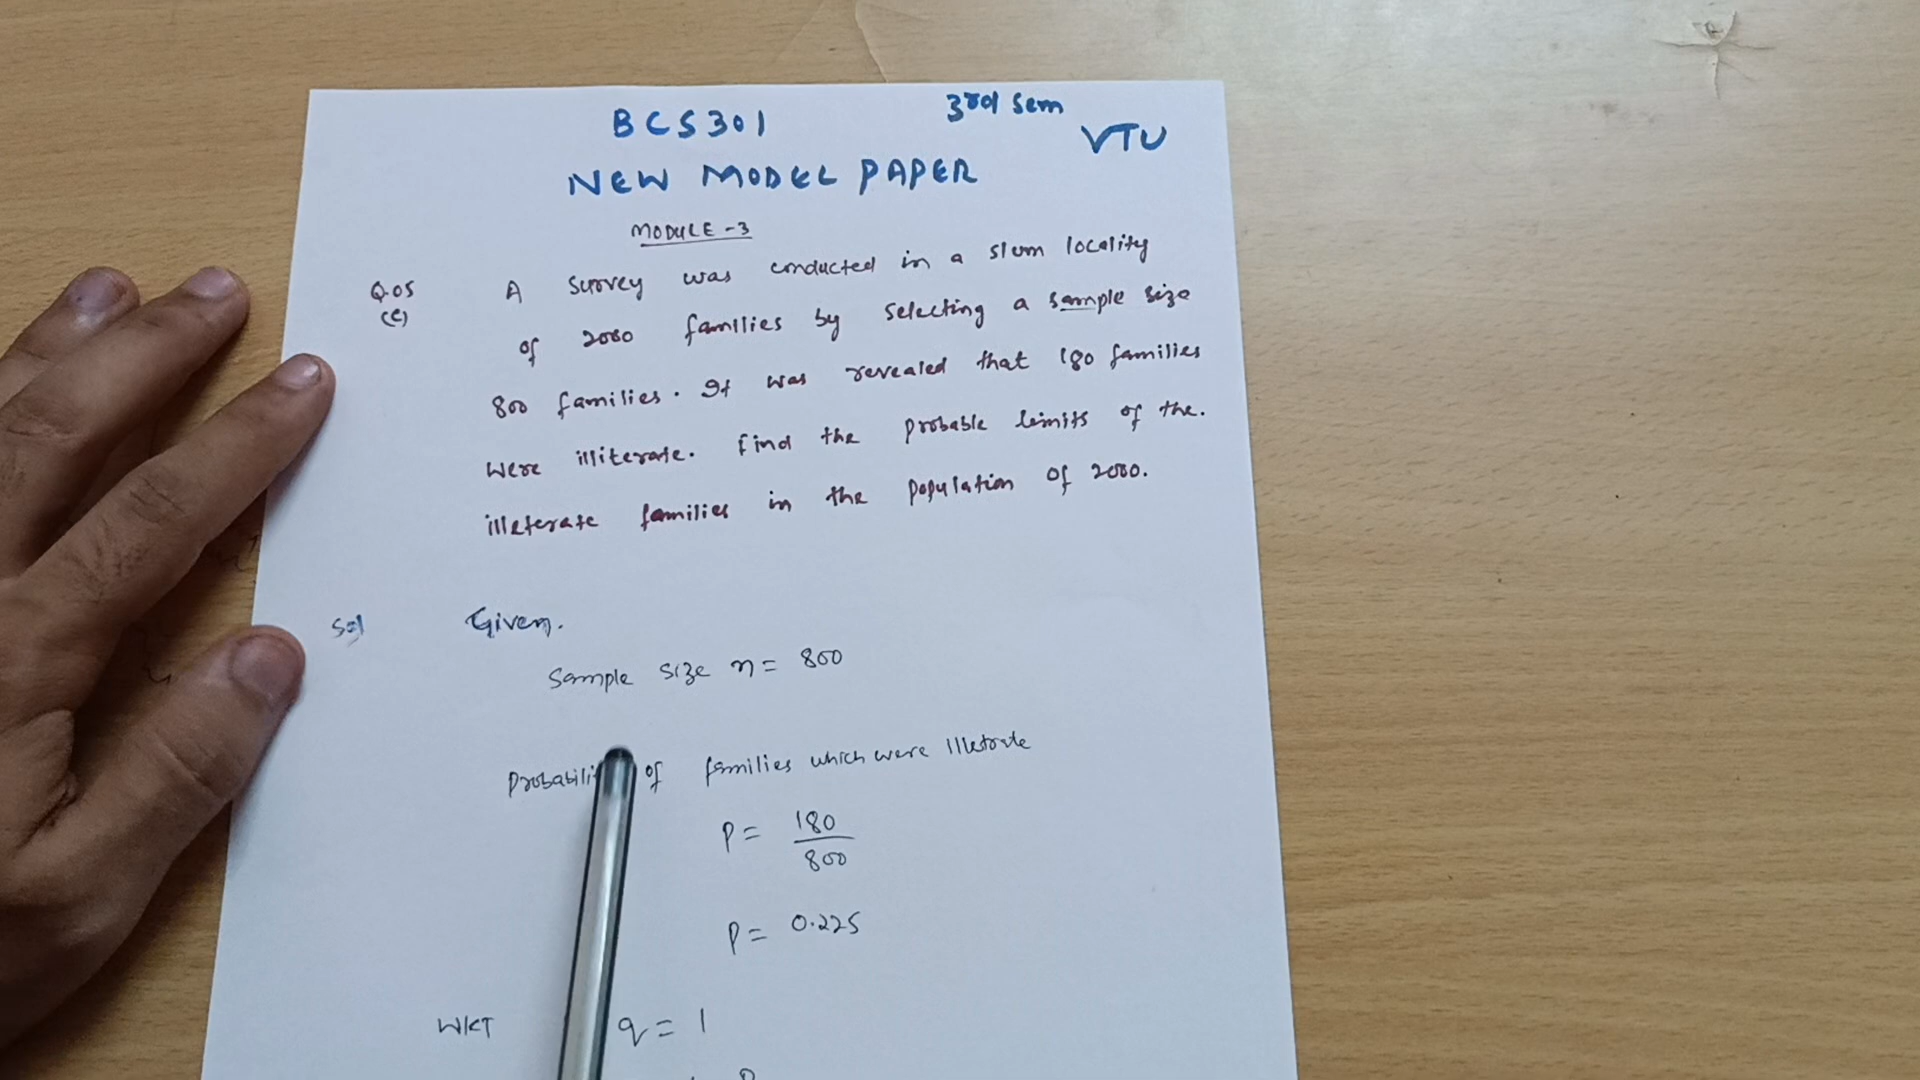 BCS301
3rd sem
VTU
NEW MODEL PAPER
MODULE-3
Q.05 A survey was conducted in a slum locality
(c)
of 2000 families by selecting a sample size
800 families. It was revealed that 180 families
were illiterate. Find the probable limits of the.
illeterate families in the population of 2000.
Sol Given.
Sample size n = 800
of families which were
P = 180
800
P = 0.225
WKT q = 1